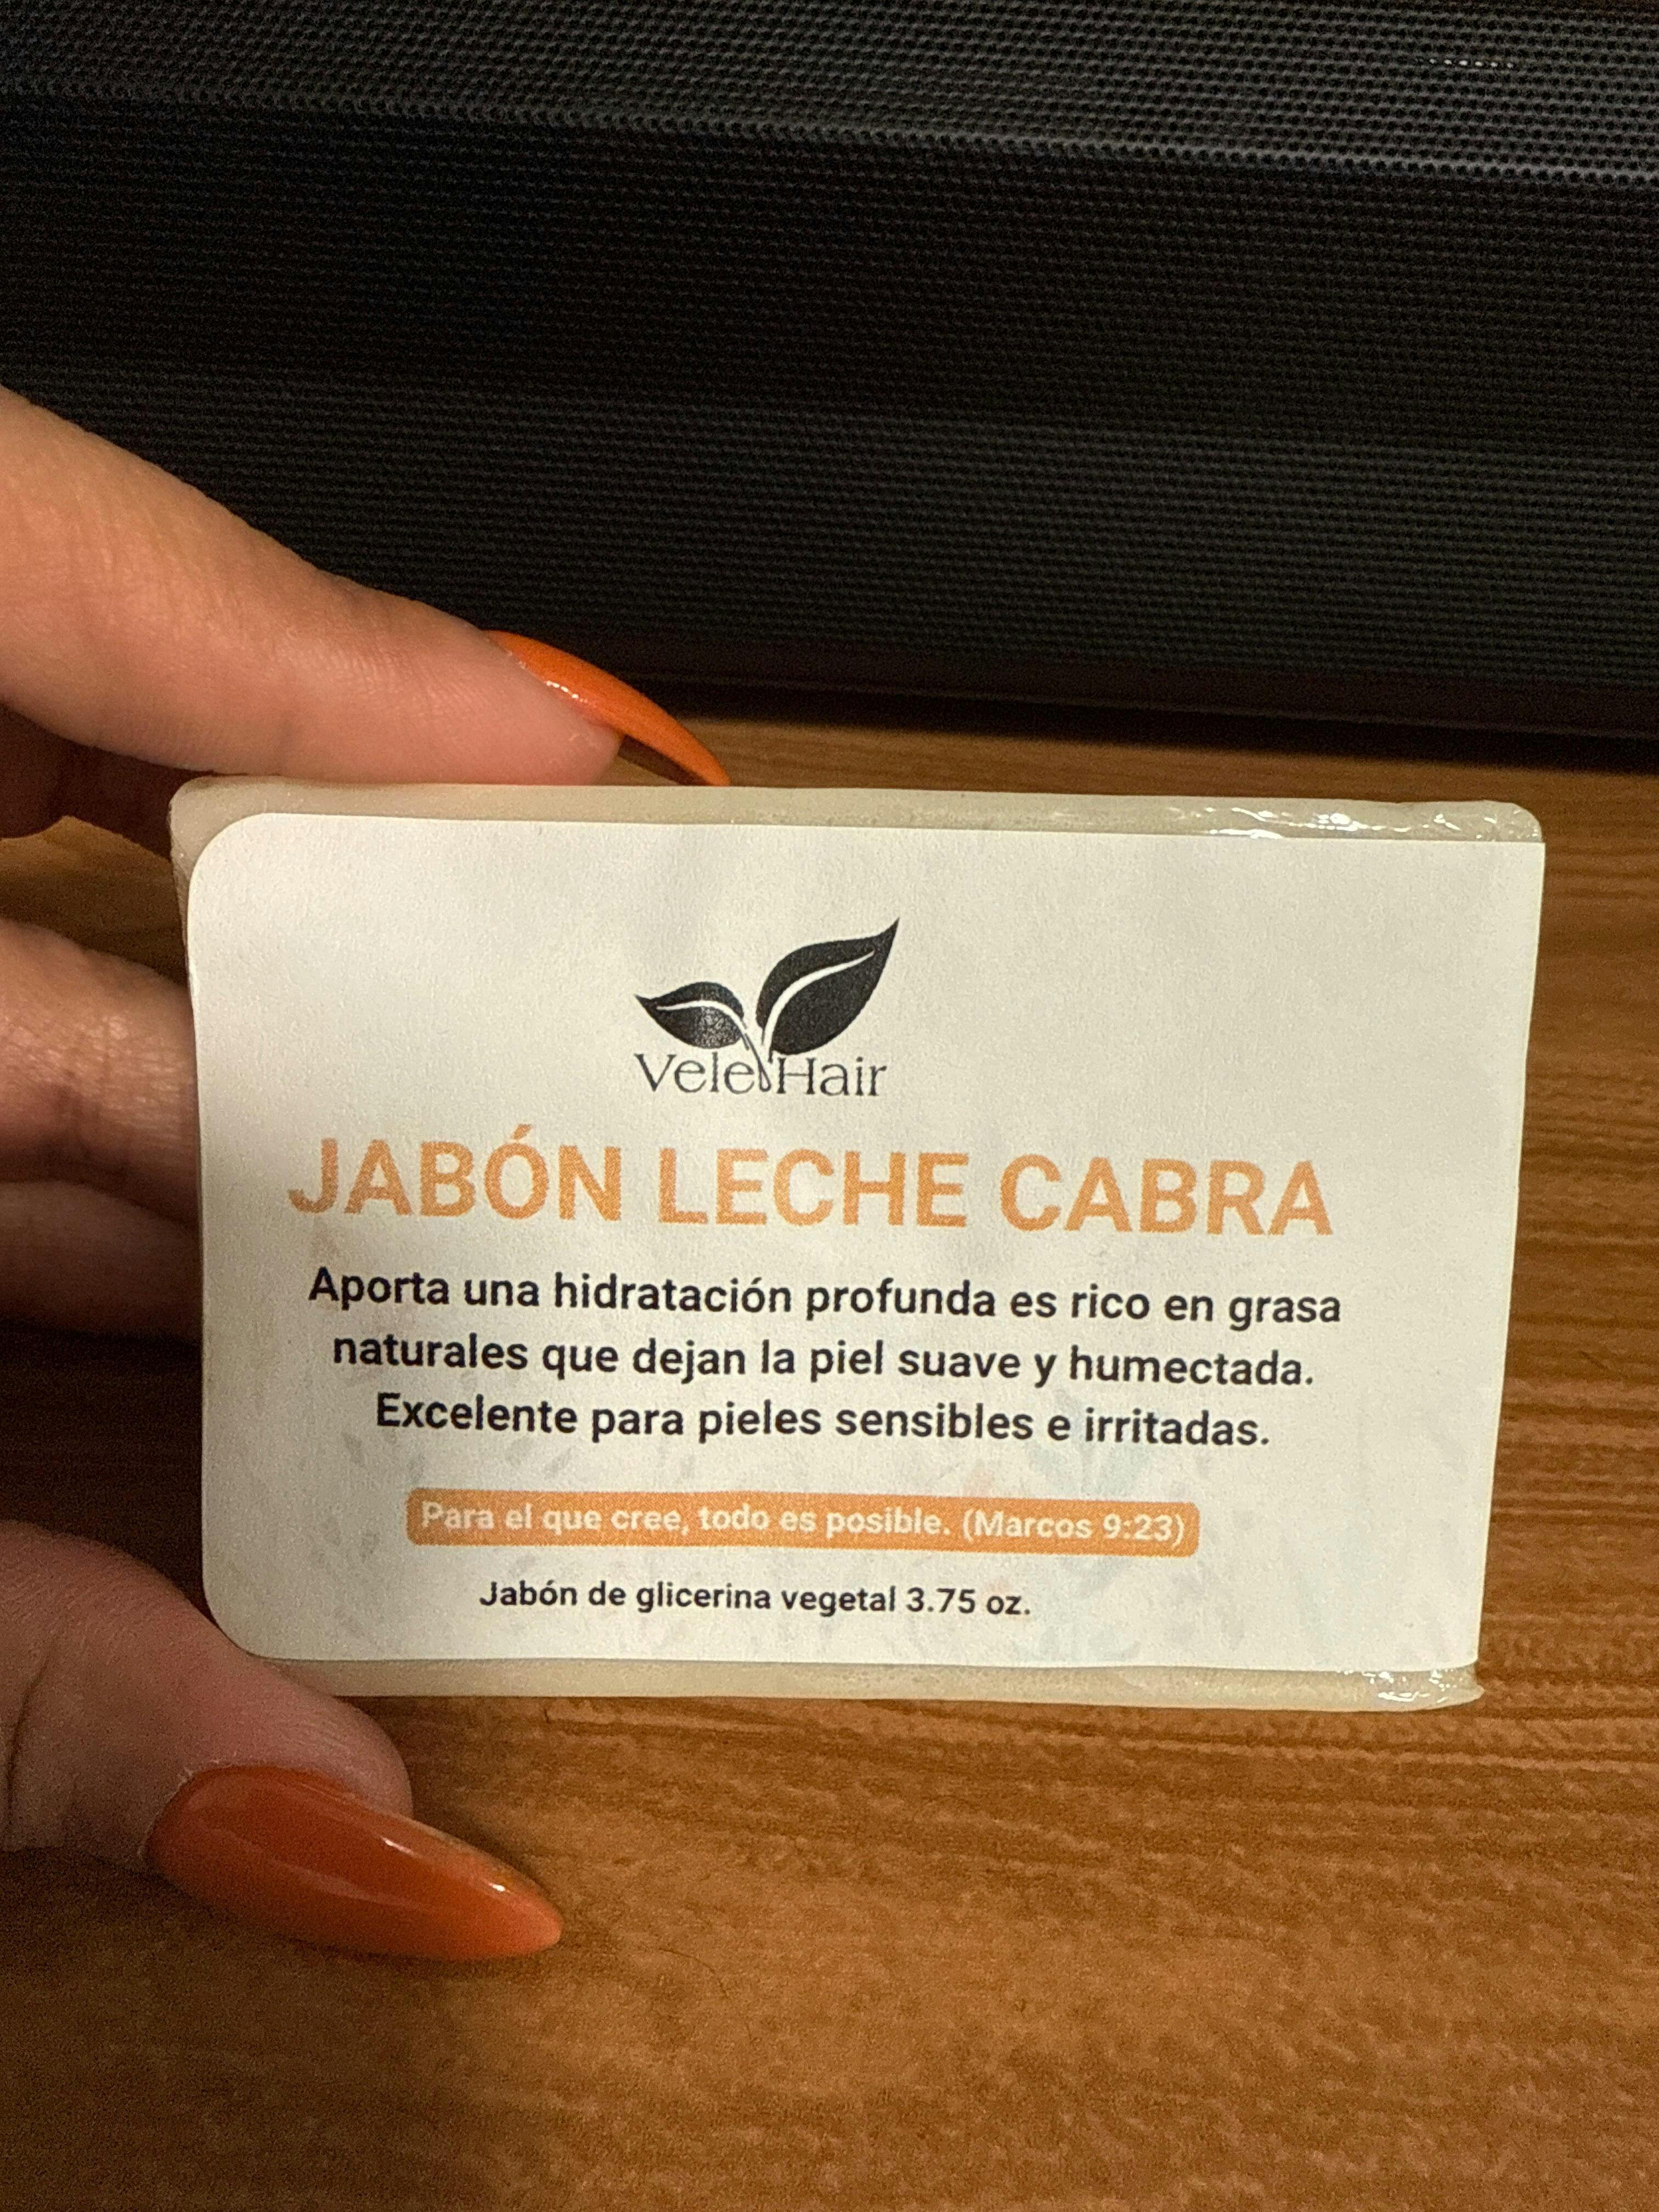 Vele Hair
JABÓN LECHE CABRA
Aporta una hidratación profunda es rico en grasa
naturales que dejan la piel suave y humectada.
Excelente para pieles sensibles e irritadas.
Para el que cree, todo es posible. (Marcos 9:23)
Jabón de glicerina vegetal 3.75 oz.